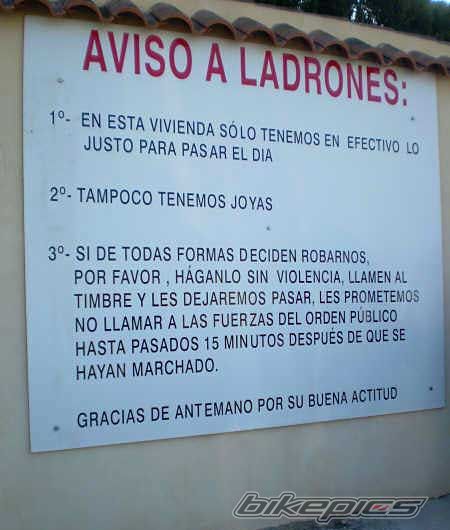 AVISO A LADRONES:
1º- EN ESTA VIVIENDA SÓLO TENEMOS EN EFECTIVO LO
JUSTO PARA PASAR EL DIA
2º- TAMPOCO TENEMOS JOYAS
3º- SI DE TODAS FORMAS DECIDEN ROBARNOS,
POR FAVOR , HÁGANLO SIN VIOLENCIA, LLAMEN AL
TIMBRE Y LES DEJAREMOS PASAR, LES PROMETEMOS
NO LLAMAR A LAS FUERZAS DEL ORDEN PÚBLICO
HASTA PASADOS 15 MINUTOS DESPUÉS DE QUE SE
HAYAN MARCHADO.
GRACIAS DE ANTEMANO POR SU BUENA ACTITUD
bikepics